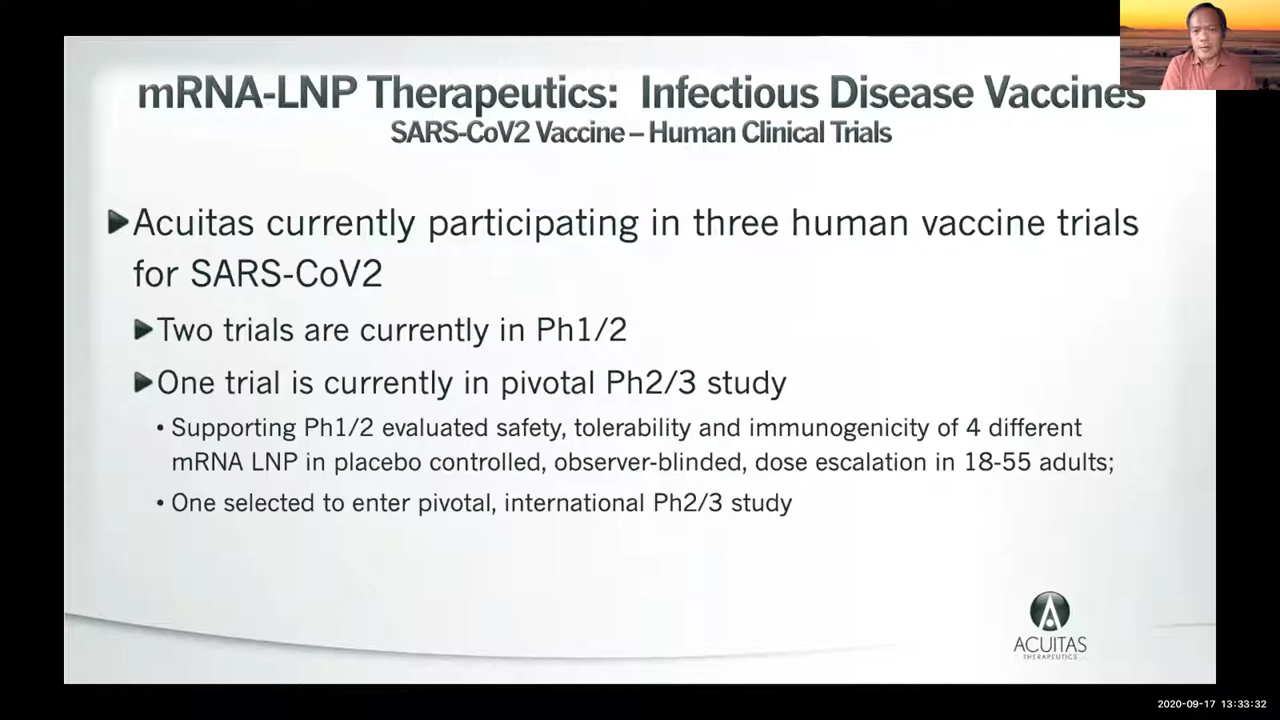 mRNA-LNP Therapeutics: Infectious Disease Vaccines
SARS-CoV2 Vaccine – Human Clinical Trials
Acuitas currently participating in three human vaccine trials
for SARS-CoV2
Two trials are currently in Ph1/2
One trial is currently in pivotal Ph2/3 study
• Supporting Ph1/2 evaluated safety, tolerability and immunogenicity of 4 different
mRNA LNP in placebo controlled, observer-blinded, dose escalation in 18-55 adults;
• One selected to enter pivotal, international Ph2/3 study
ACUITAS
THERAPEUTICS
2020-09-17 13:33:32